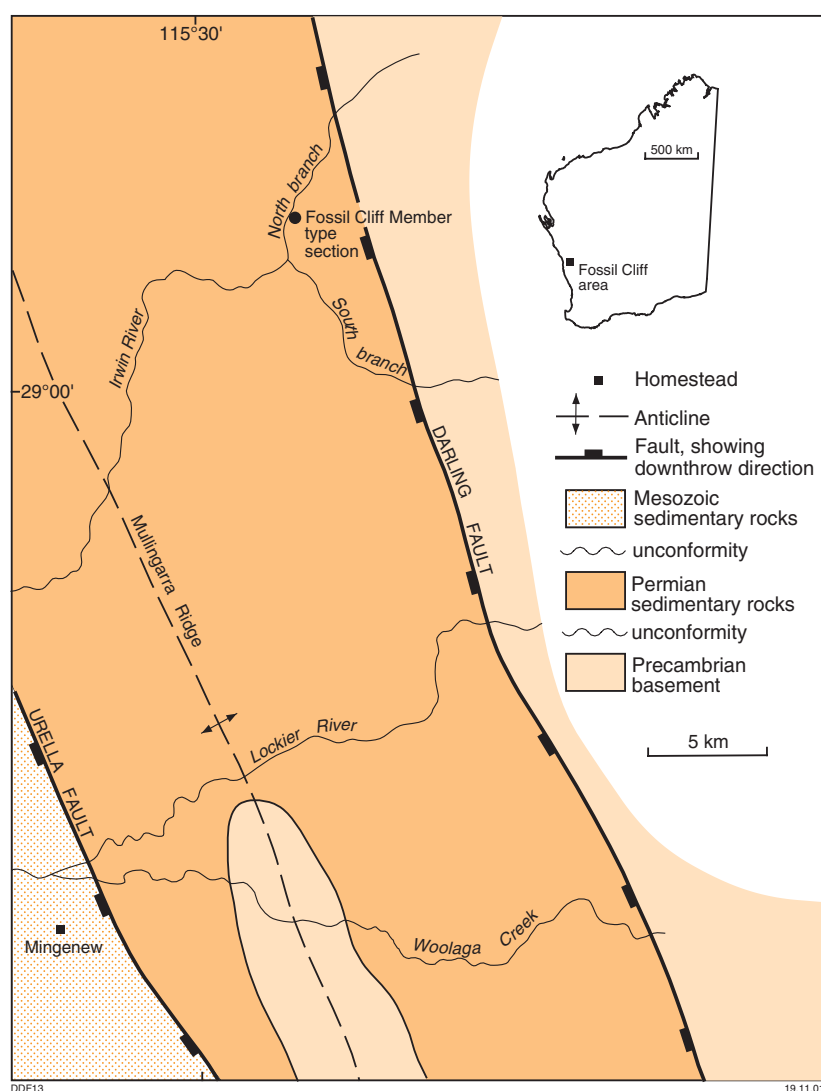 115°30'
North branch
Fossil Cliff Member
type
section
500 km
Fossil Cliff
area
Irwin River
South branch
29°00'
Homestead
Anticline
Fault, showing
downthrow direction
DARLING FAULT
Mesozoic
sedimentary rocks
unconformity
Mullingarra Ridge
Permian
sedimentary rocks
unconformity
Precambrian
basement
URELLA FAULT
Lockier River
5 km
Mingenew
Woolaga Creek
DDF13